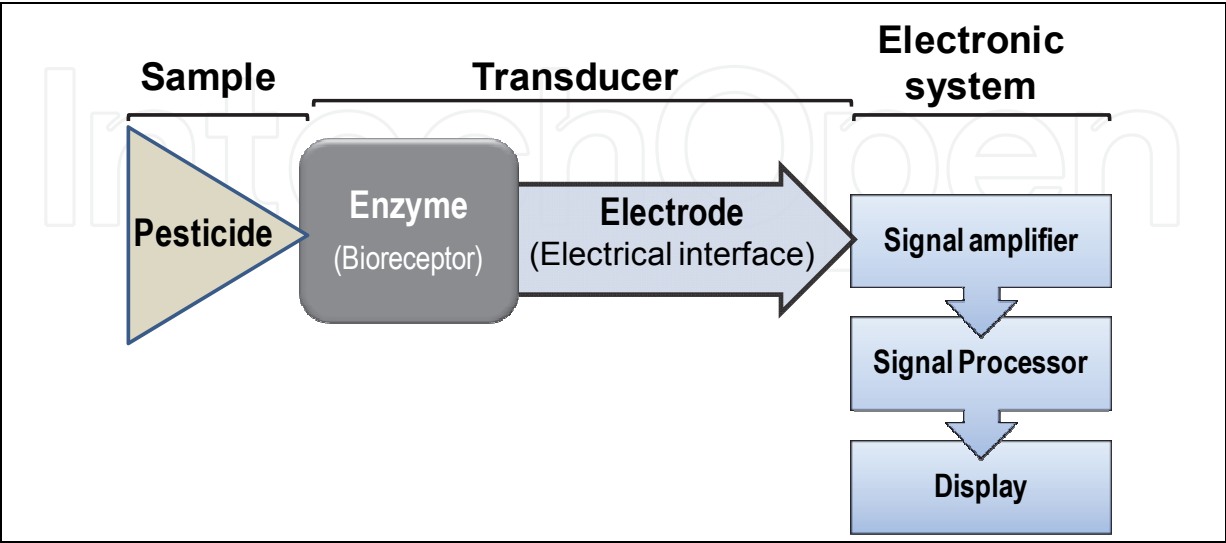 Sample
Transducer
Electronic
system
IntechOpen
Pesticide
Enzyme
(Bioreceptor)
Electrode
(Electrical interface)
Signal amplifier
Signal Processor
Display